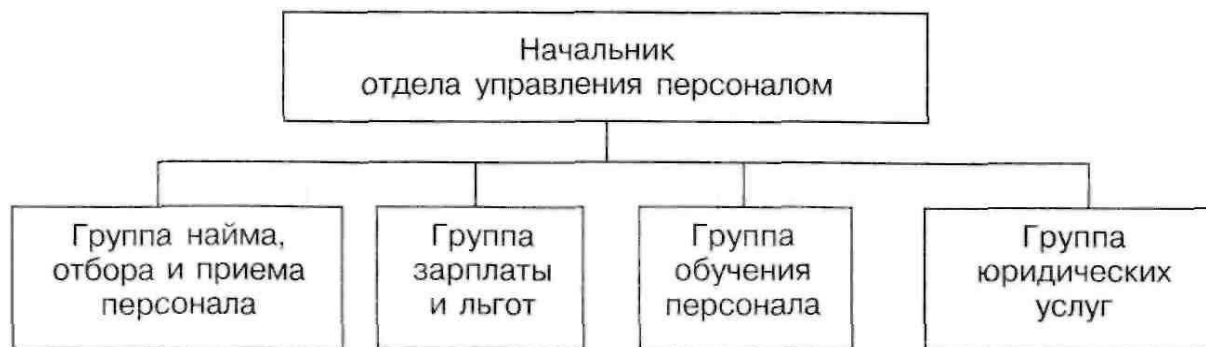 Начальник
отдела управления персоналом
Группа найма,
отбора и приема
персонала
Группа
зарплаты
и льгот
Группа
обучения
персонала
Группа
юридических
услуг